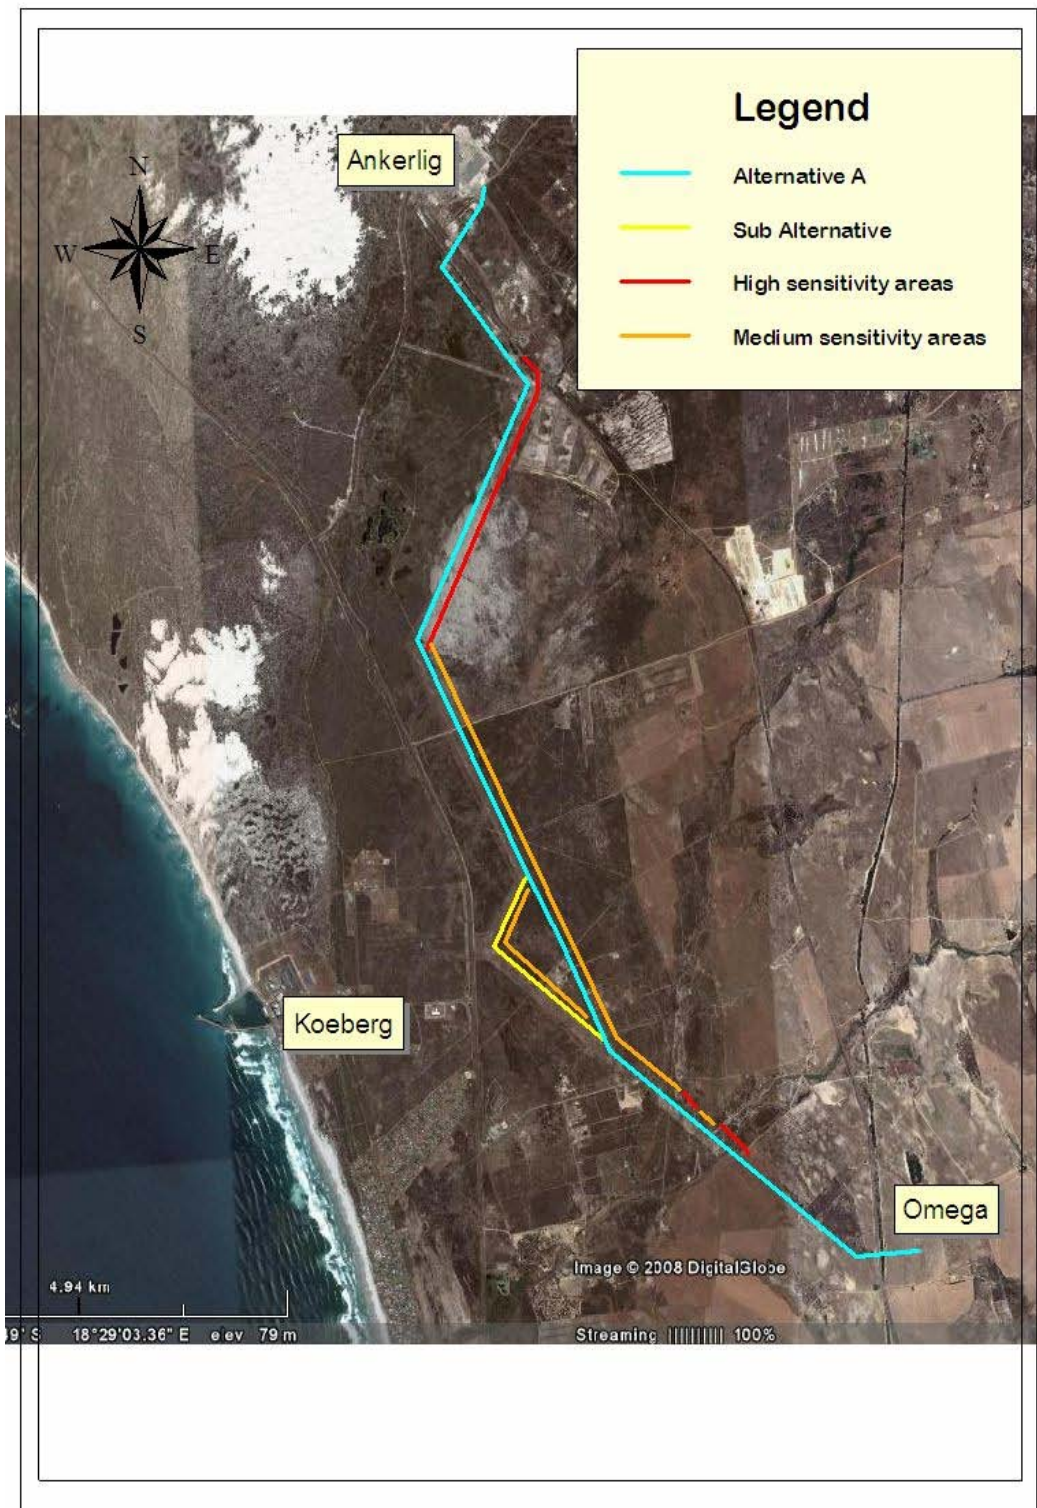 Legend
Alternative A
Sub Alternative
High sensitivity areas
Medium sensitivity areas
Ankerlig
N
W
E
S
Koeberg
Omega
Image © 2008 DigitalGlobe
4.94 km
49' S 18°29'03.36" E elev 79 m
Streaming |||||||||| 100%